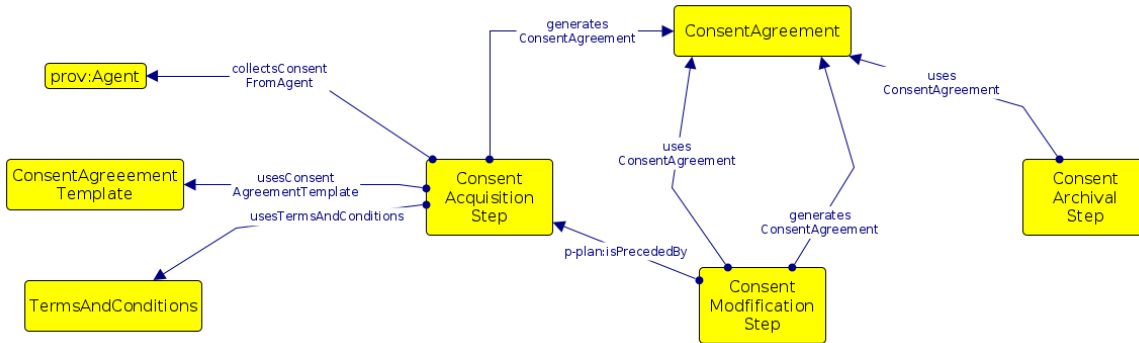 generates
ConsentAgreement
ConsentAgreement
prov:Agent
collectsConsent
FromAgent
uses
ConsentAgreement
ConsentAgreeement
Template
usesConsent
AgreementTemplate
usesTermsAndConditions
Consent
Acquisition
Step
uses
ConsentAgreement
Consent
Archival
Step
generates
ConsentAgreement
p-plan:isPrecededBy
TermsAndConditions
Consent
Modfification
Step